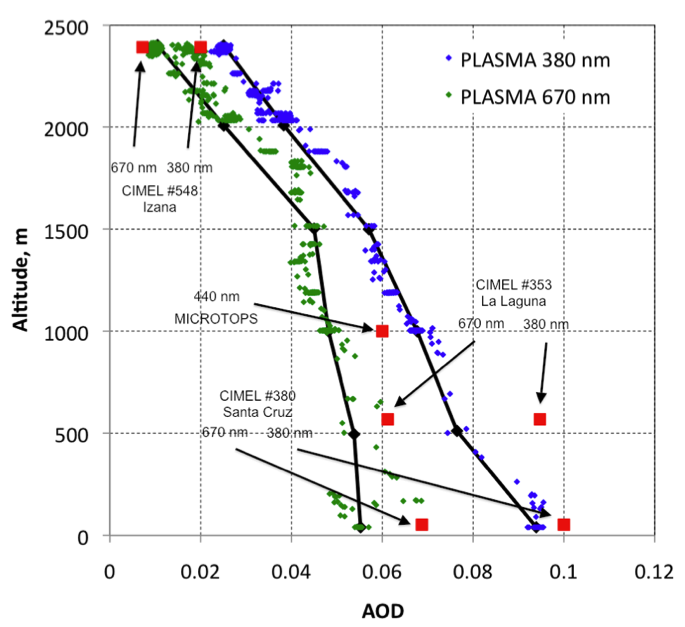 2500
2000
1500
1000
500
0
Altitude, m
PLASMA 380 nm
PLASMA 670 nm
670 nm 380 nm
CIMEL #548
Izana
CIMEL #353
La Laguna
670 nm 380 nm
440 nm
MICROTOPS
CIMEL #380
Santa Cruz
670 nm 380 nm
0 0.02 0.04 0.06 0.08 0.1 0.12
AOD